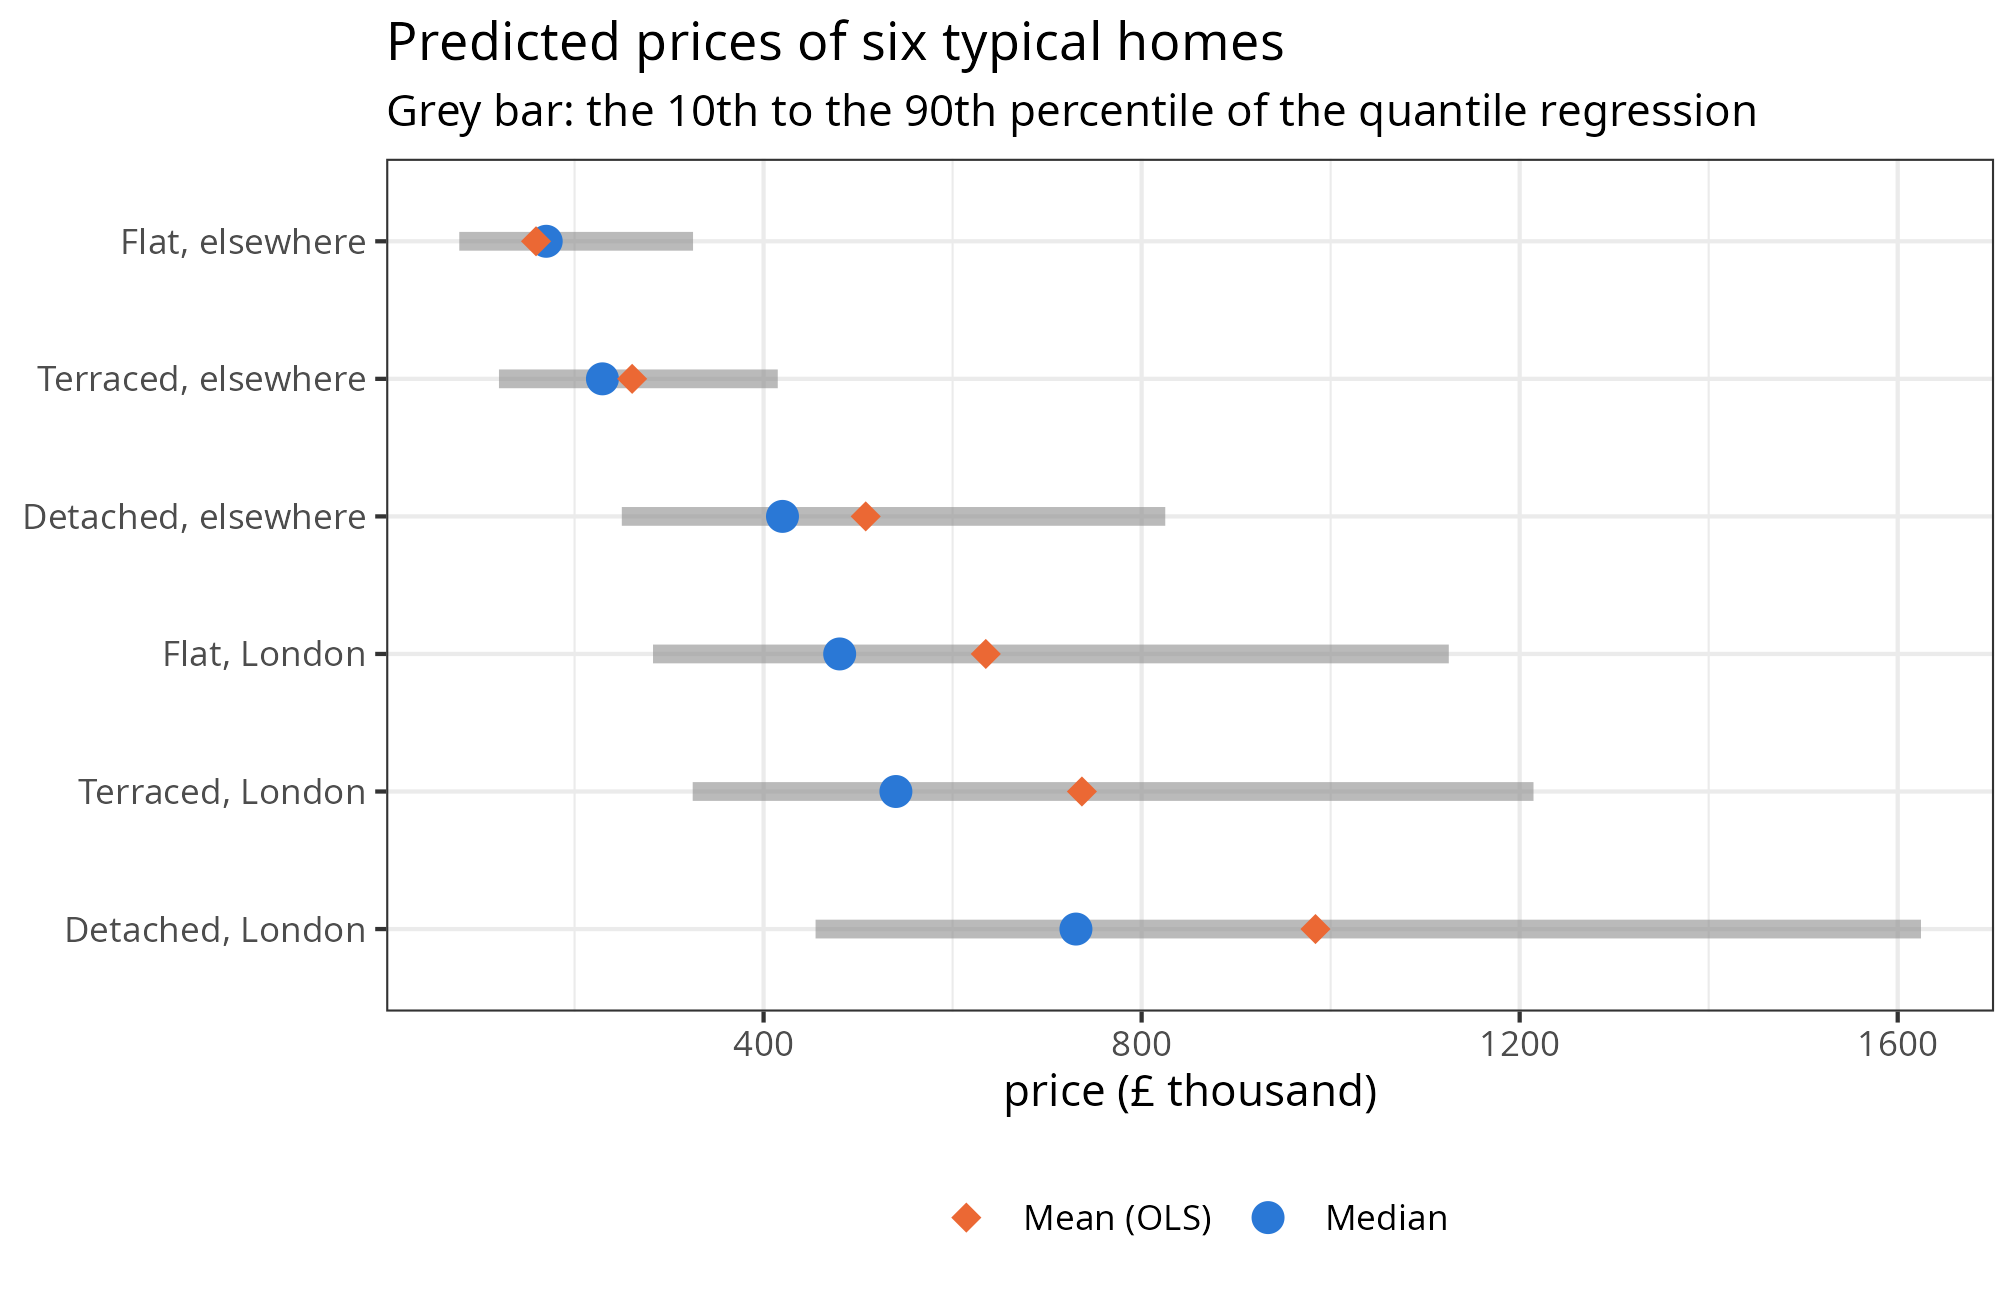 Predicted prices of six typical homes
Grey bar: the 10th to the 90th percentile of the quantile regression
Flat, elsewhere
Terraced, elsewhere
Detached, elsewhere
Flat, London
Terraced, London
Detached, London
400 800 1200 1600
price (£ thousand)
Mean (OLS) Median